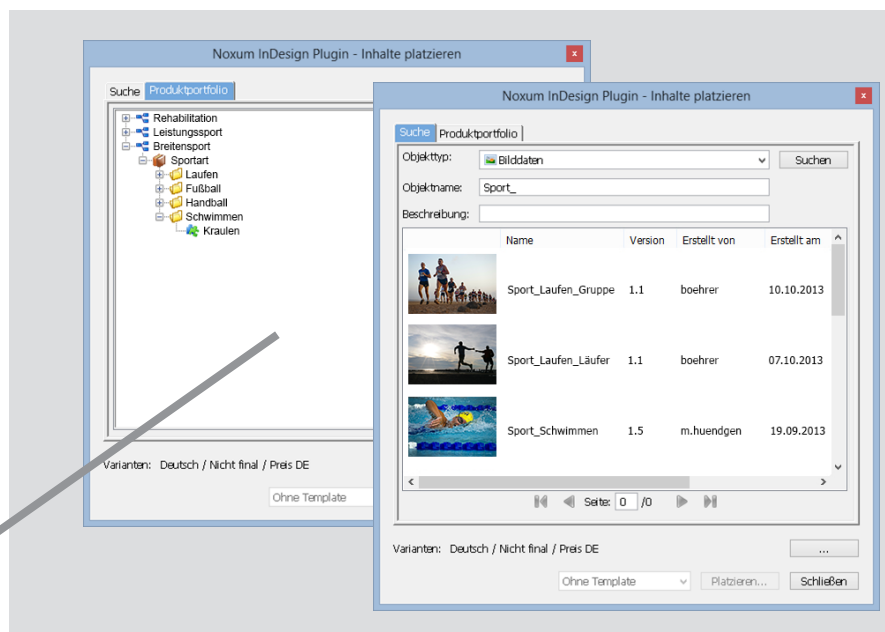 Noxum InDesign Plugin - Inhalte platzieren
x
Suche Produktportfolio
Rehabilitation
Leistungssport
Breitensport
Sportart
Laufen
Fußball
Handball
Schwimmen
Kraulen
Varianten: Deutsch / Nicht final / Preis DE
Ohne Template
Noxum InDesign Plugin - Inhalte platzieren
x
Suche Produktportfolio
Objekttyp: Bilddaten Suchen
Objektname: Sport_
Beschreibung:
Name Version Erstellt von Erstellt am
Sport_Laufen_Gruppe 1.1 boehrer 10.10.2013
Sport_Laufen_Läufer 1.1 boehrer 07.10.2013
Sport_Schwimmen 1.5 m.huendgen 19.09.2013
Seite: 0 /0
Varianten: Deutsch / Nicht final / Preis DE ...
Ohne Template Platzieren... Schließen